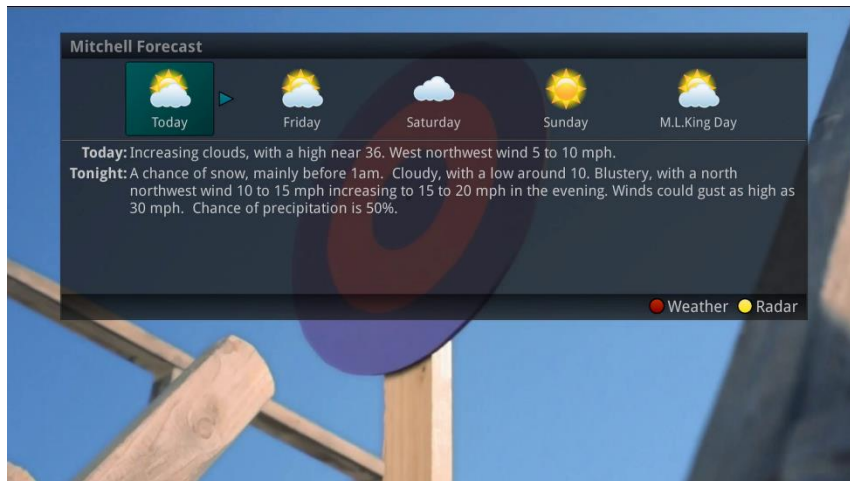 Mitchell Forecast
Today Friday Saturday Sunday M.L.King Day
Today: Increasing clouds, with a high near 36. West northwest wind 5 to 10 mph.
Tonight: A chance of snow, mainly before 1am.  Cloudy, with a low around 10. Blustery, with a north
northwest wind 10 to 15 mph increasing to 15 to 20 mph in the evening. Winds could gust as high as
30 mph.  Chance of precipitation is 50%.
Weather Radar